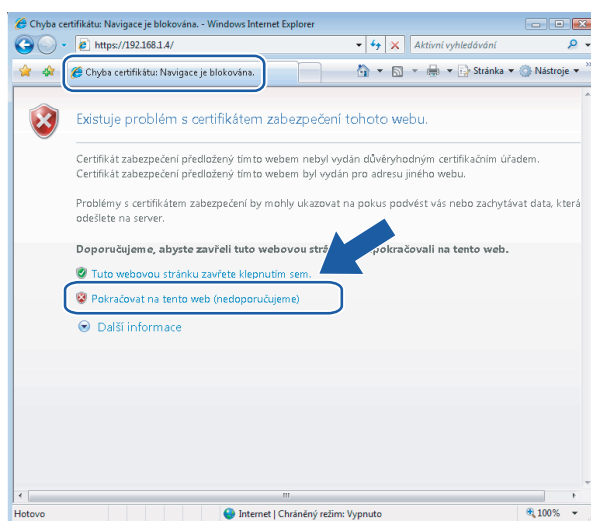 Chyba certifikátu: Navigace je blokována. - Windows Internet Explorer
https://192.168.1.4/
Aktivní vyhledávání
Chyba certifikátu: Navigace je blokována.
Stránka
Nástroje
Existuje problém s certifikátem zabezpečení tohoto webu.
Certifikát zabezpečení předložený tímto webem nebyl vydán důvěryhodným certifikačním úřadem.
Certifikát zabezpečení předložený tímto webem byl vydán pro adresu jiného webu.
Problémy s certifikátem zabezpečení by mohly ukazovat na pokus podvést vás nebo zachytávat data, která
odešlete na server.
Doporučujeme, abyste zavřeli tuto webovou pokračovali na tento web.
Tuto webovou stránku zavřete klepnutím sem.
Pokračovat na tento web (nedoporučujeme)
Další informace
Hotovo
Internet | Chráněný režim: Vypnuto
100%